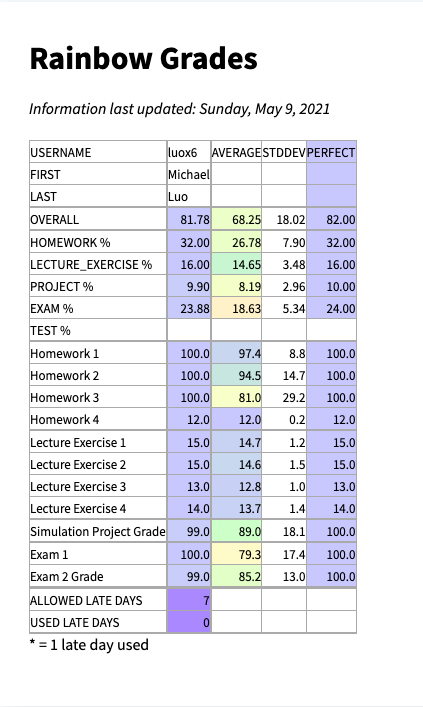 Rainbow Grades
Information last updated: Sunday, May 9, 2021
USERNAME luox6 AVERAGE STDDEV PERFECT
FIRST Michael
LAST Luo
OVERALL 81.78 68.25 18.02 82.00
HOMEWORK % 32.00 26.78 7.90 32.00
LECTURE_EXERCISE % 16.00 14.65 3.48 16.00
PROJECT % 9.90 8.19 2.96 10.00
EXAM % 23.88 18.63 5.34 24.00
TEST %
Homework 1 100.0 97.4 8.8 100.0
Homework 2 100.0 94.5 14.7 100.0
Homework 3 100.0 81.0 29.2 100.0
Homework 4 12.0 12.0 0.2 12.0
Lecture Exercise 1 15.0 14.7 1.2 15.0
Lecture Exercise 2 15.0 14.6 1.5 15.0
Lecture Exercise 3 13.0 12.8 1.0 13.0
Lecture Exercise 4 14.0 13.7 1.4 14.0
Simulation Project Grade 99.0 89.0 18.1 100.0
Exam 1 100.0 79.3 17.4 100.0
Exam 2 Grade 99.0 85.2 13.0 100.0
ALLOWED LATE DAYS 7
USED LATE DAYS 0
* = 1 late day used